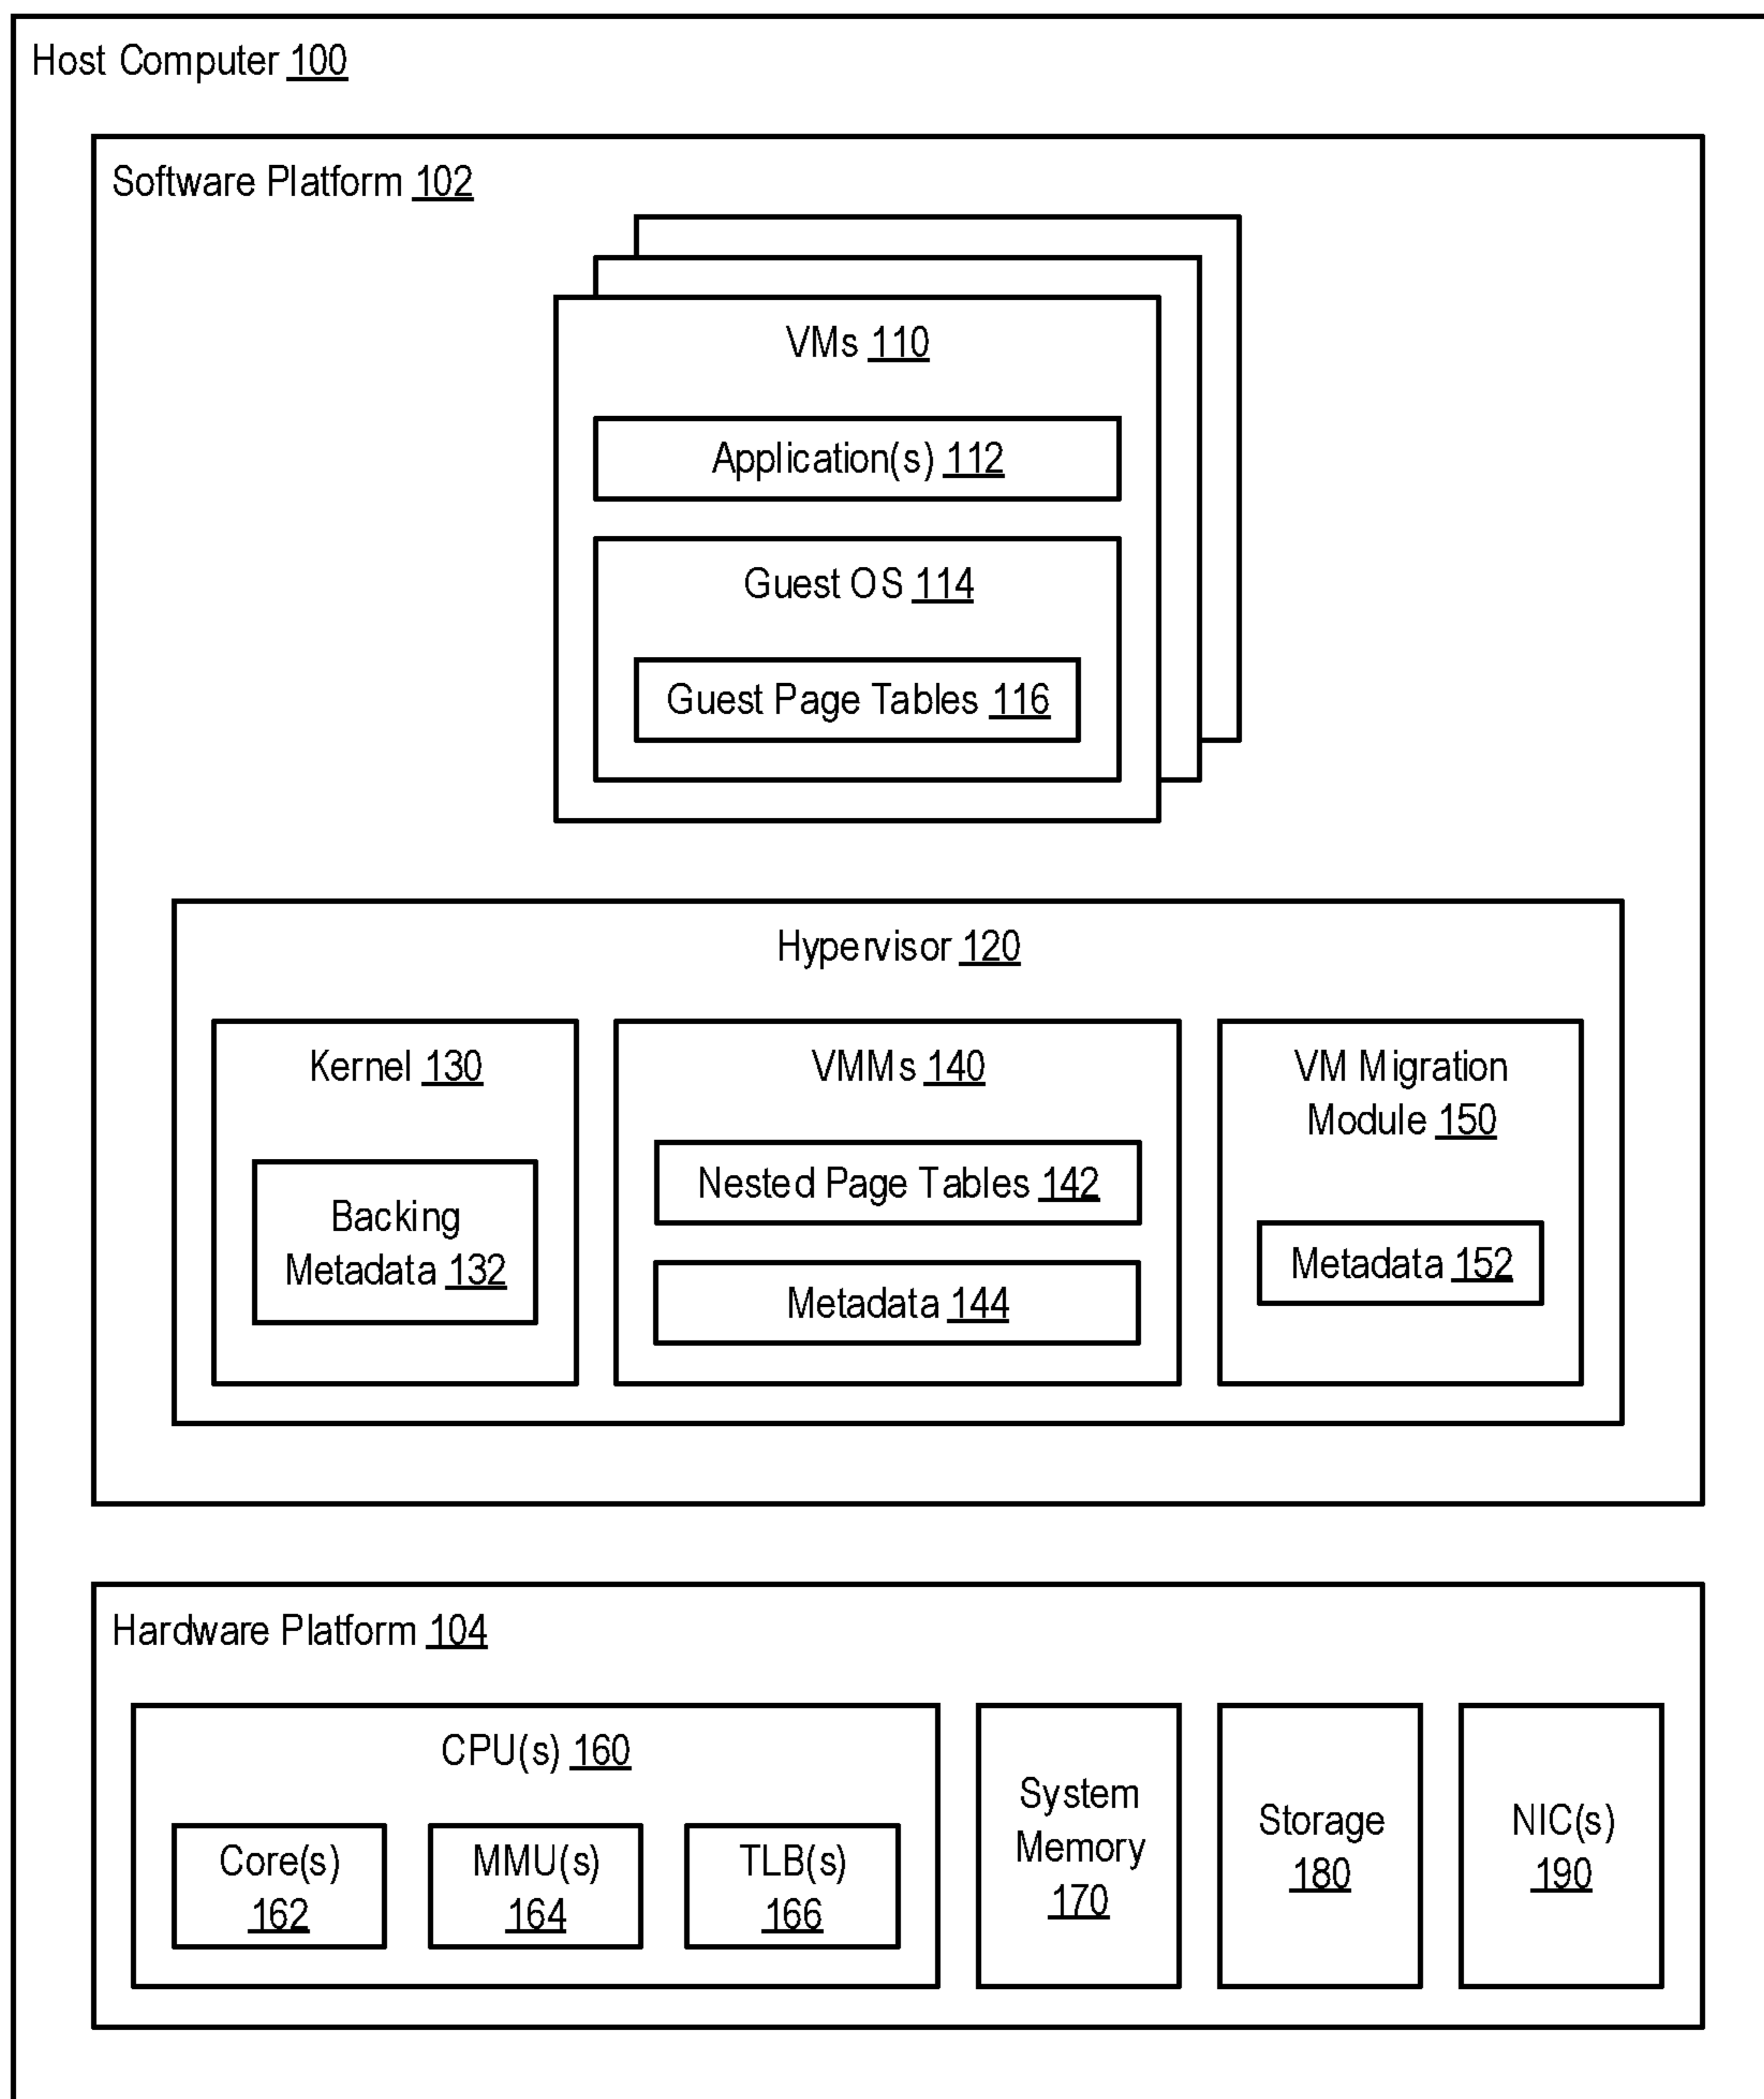 Host Computer 100
Software Platform 102
VMs 110
Application(s) 112
Guest OS 114
Guest Page Tables 116
Hypervisor 120
Kernel 130
Backing
Metadata 132
VMMs 140
Nested Page Tables 142
Metadata 144
VM Migration
Module 150
Metadata 152
Hardware Platform 104
CPU(s) 160
Core(s)
162
MMU(s)
164
TLB(s)
166
System
Memory
170
Storage
180
NIC(s)
190